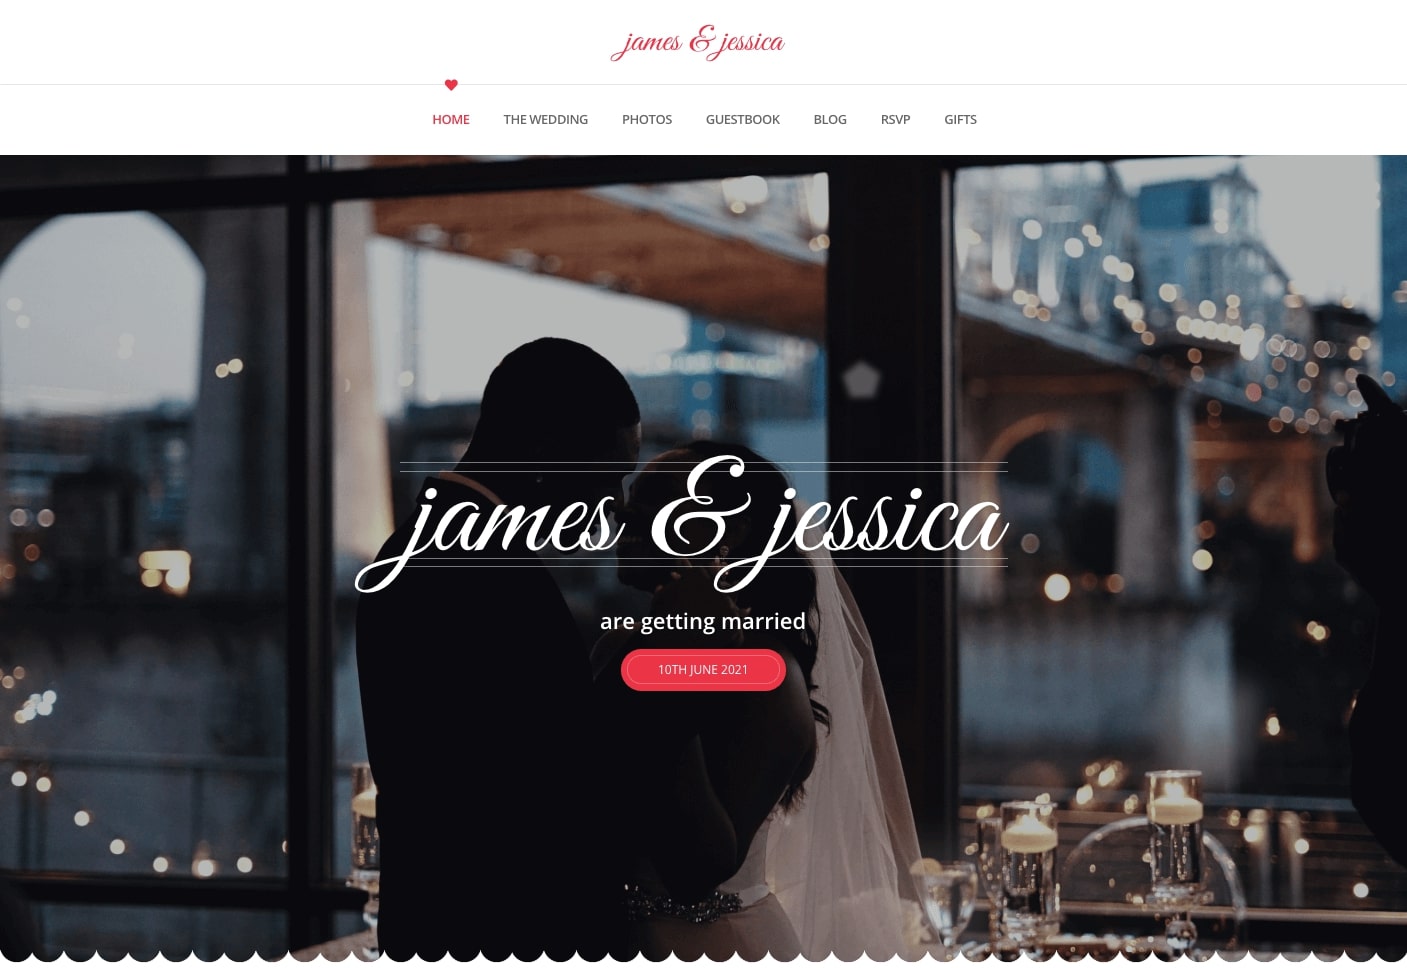 james & jessica
HOME THE WEDDING PHOTOS GUESTBOOK BLOG RSVP GIFTS
james & jessica
are getting married
10TH JUNE 2021